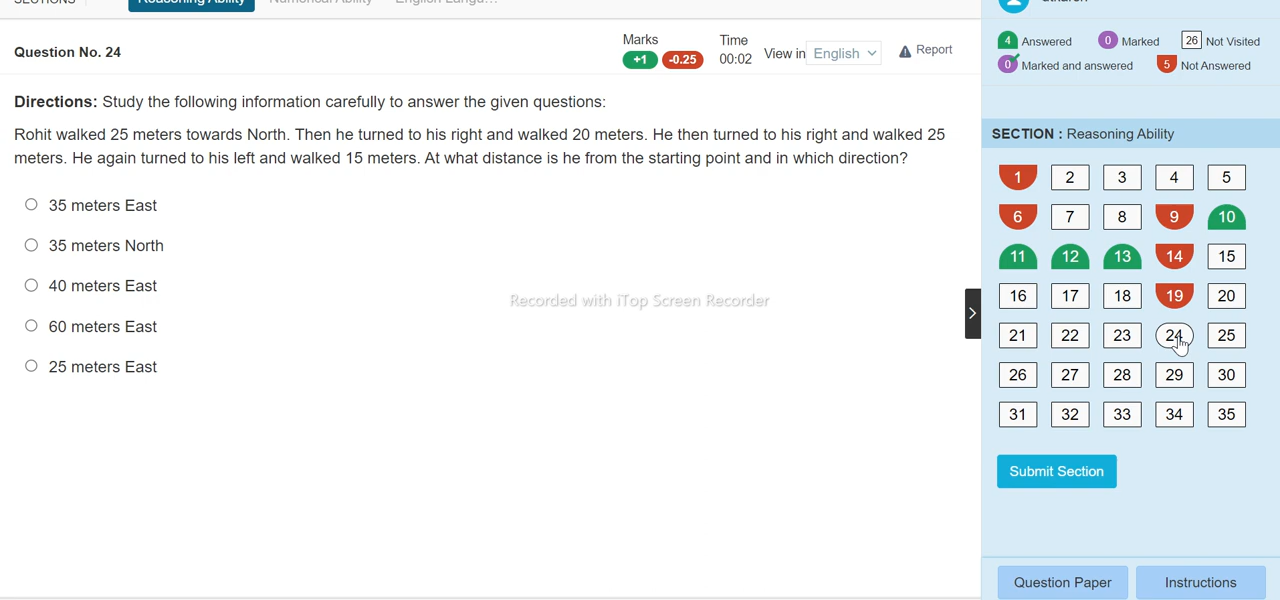 SECTIONS
Reasoning Ability Numerical Ability English Langu...
Question No. 24
Marks
+1 -0.25
Time
00:02
View in English
Report
Directions: Study the following information carefully to answer the given questions:
Rohit walked 25 meters towards North. Then he turned to his right and walked 20 meters. He then turned to his right and walked 25
meters. He again turned to his left and walked 15 meters. At what distance is he from the starting point and in which direction?
35 meters East
35 meters North
40 meters East
60 meters East
25 meters East
Recorded with iTop Screen Recorder
4 Answered 0 Marked 26 Not Visited
0 Marked and answered 5 Not Answered
SECTION : Reasoning Ability
1 2 3 4 5
6 7 8 9 10
11 12 13 14 15
16 17 18 19 20
21 22 23 24 25
26 27 28 29 30
31 32 33 34 35
Submit Section
Question Paper Instructions